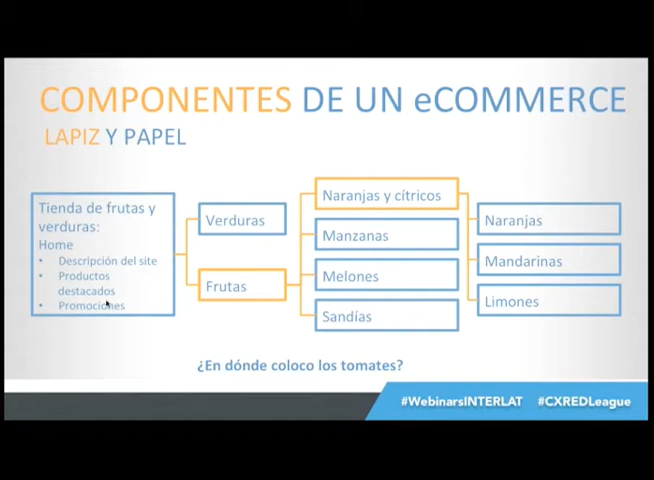 COMPONENTES DE UN eCOMMERCE
LAPIZ Y PAPEL
Tienda de frutas y
verduras:
Home
• Descripción del site
• Productos
destacados
• Promociones
Verduras
Frutas
Naranjas y cítricos
Manzanas
Melones
Sandías
Naranjas
Mandarinas
Limones
¿En dónde coloco los tomates?
#WebinarsINTERLAT #CXREDLeague